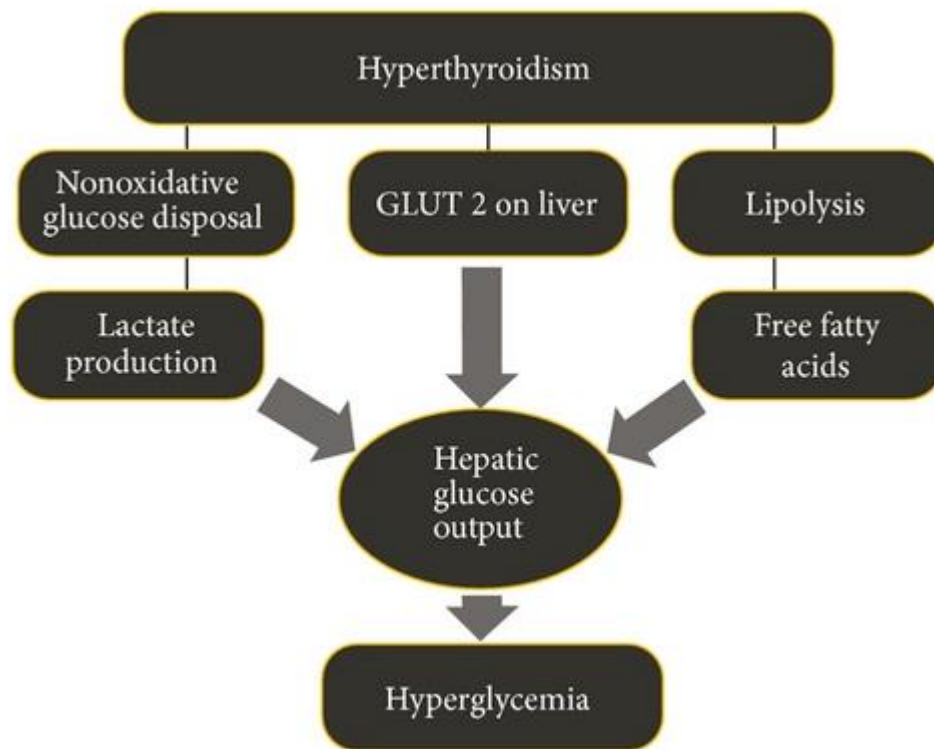 Hyperthyroidism
Nonoxidative
glucose disposal
GLUT 2 on liver
Lipolysis
Lactate
production
Free fatty
acids
Hepatic
glucose
output
Hyperglycemia